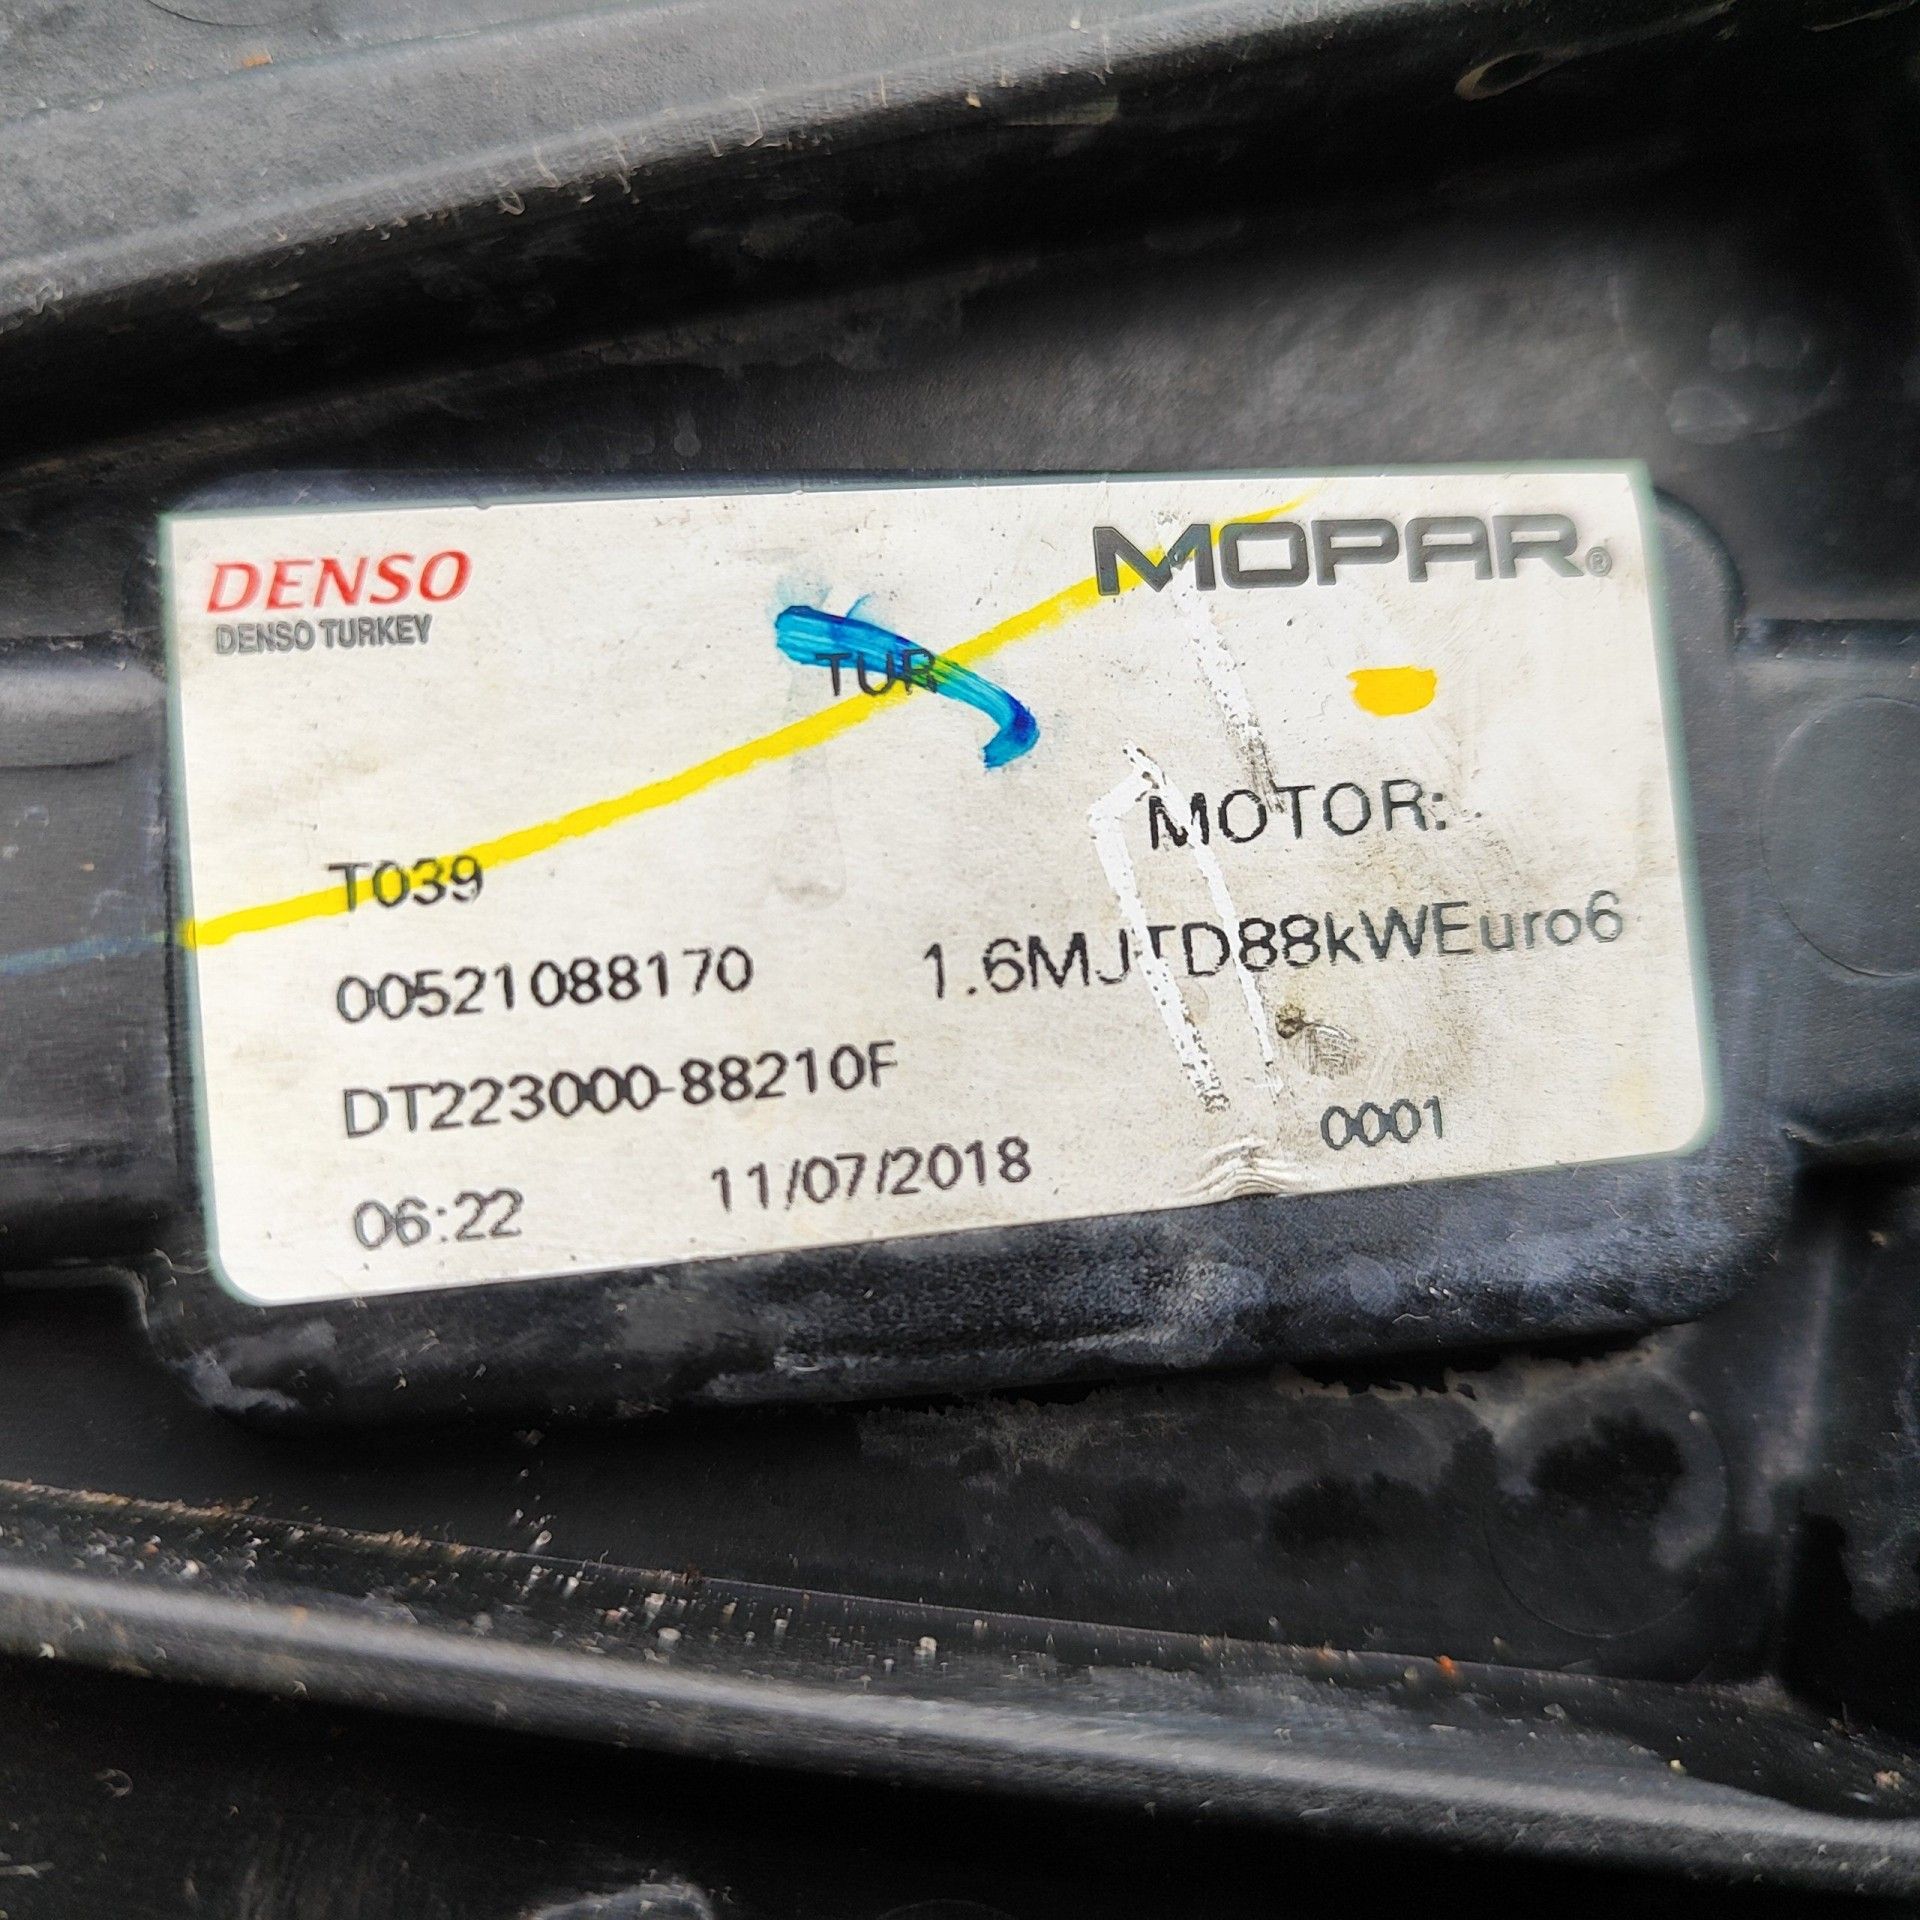 DENSO
DENSO TURKEY
MOPAR®
TUR
MOTOR:
T039
00521088170
1.6MJTD88kWEuro6
DT223000-88210F
06:22
11/07/2018
0001